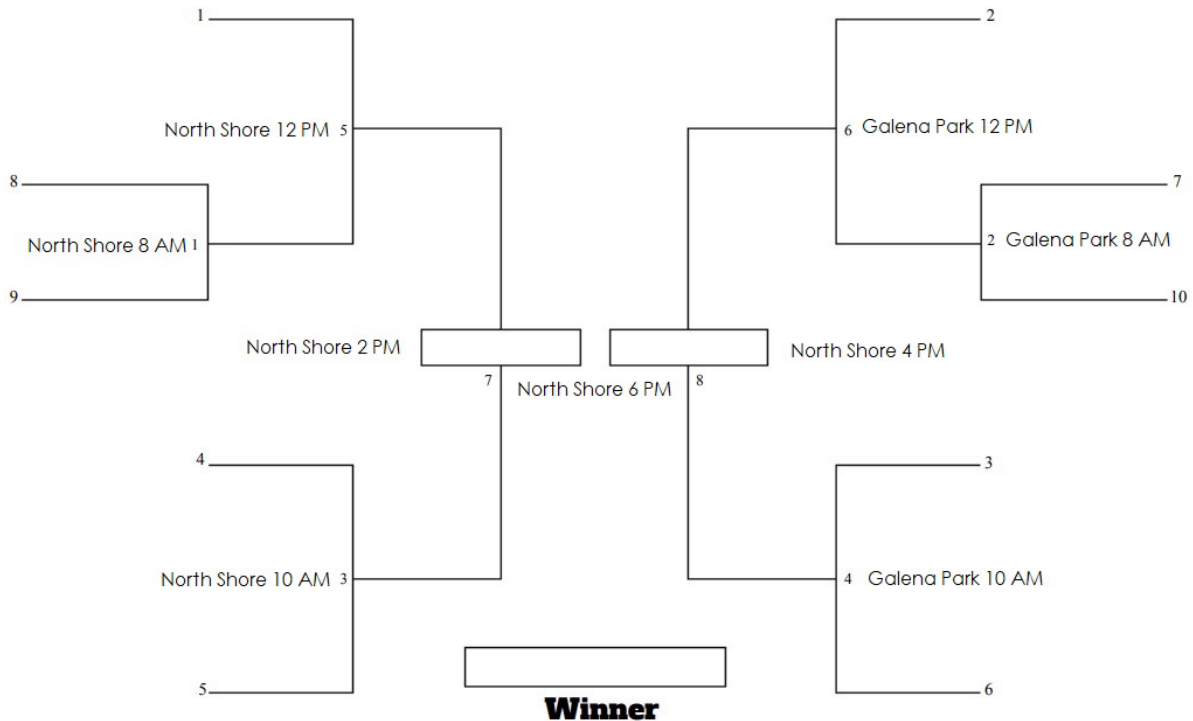 1
2
North Shore 12 PM 5
6 Galena Park 12 PM
8
7
North Shore 8 AM 1
2 Galena Park 8 AM
9
10
North Shore 2 PM
North Shore 4 PM
7
North Shore 6 PM
8
4
3
North Shore 10 AM 3
4 Galena Park 10 AM
5
6
Winner